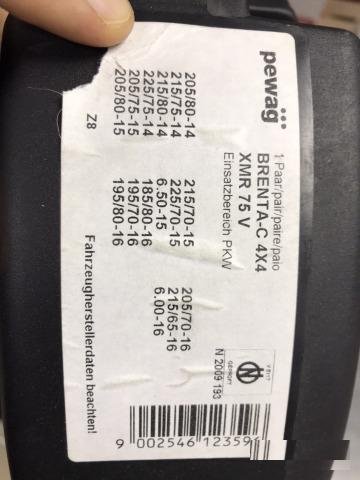 pewag
1 Paar/pair/paire/paio
BRENTA-C 4X4
XMR 75 V
Einsatzbereich PKW
205/80-14
215/75-14
215/80-14
225/75-14
205/75-15
205/80-15
215/70-15
225/70-15
6.50-15
185/80-16
195/70-16
195/80-16
205/70-16
215/65-16
6.00-16
Z8
Fahrzeugherstellerdaten beachten!
GEPRÜFT
N 2009 193
9 002546 12359